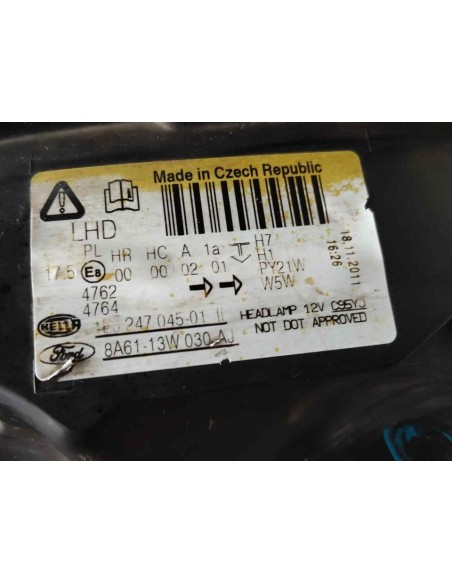 Made in Czech Republic
LHD
PL HR HC A 1a H7
17.5 E8 00 00 02 01 H1
4762 PY21W
4764 W5W
18.11.2011
16:26
HELLA 247 045-01
HEADLAMP 12V C95YJ
NOT DOT APPROVED
Ford 8A61-13W 030-AJ